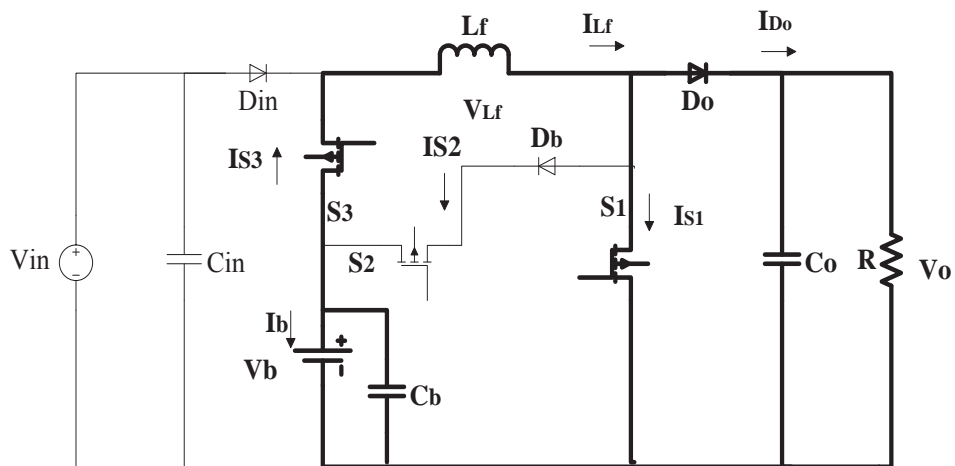 Lf
ILf
IDo
Din
VLf
Do
Db
IS2
IS3
S3
S1
IS1
Vin
Cin
S2
Co
R
Vo
Ib
Vb
Cb